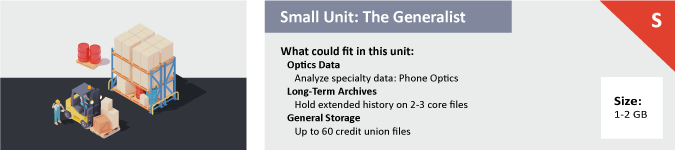 Small Unit: The Generalist
S
What could fit in this unit:
Optics Data
Analyze specialty data: Phone Optics
Long-Term Archives
Hold extended history on 2-3 core files
General Storage
Up to 60 credit union files
Size:
1-2 GB